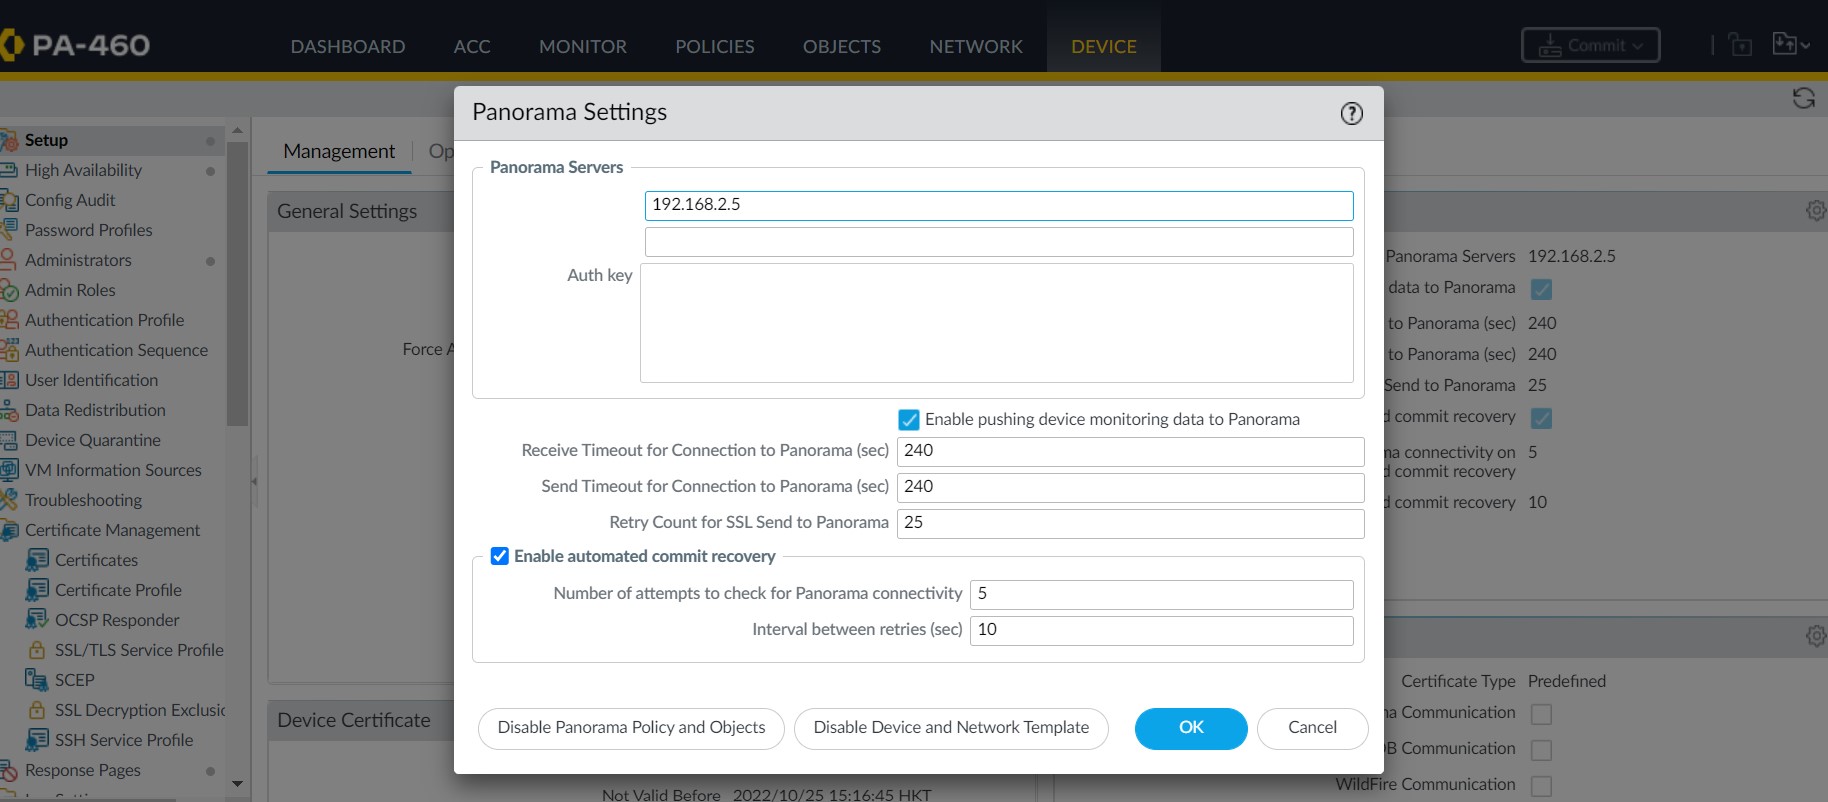 PA-460
DASHBOARD ACC MONITOR POLICIES OBJECTS NETWORK DEVICE Commit
Panorama Settings
Setup
High Availability
Config Audit
Password Profiles
Administrators
Admin Roles
Authentication Profile
Authentication Sequence
User Identification
Data Redistribution
Device Quarantine
VM Information Sources
Troubleshooting
Certificate Management
Certificates
Certificate Profile
OCSP Responder
SSL/TLS Service Profile
SCEP
SSL Decryption Exclusio
SSH Service Profile
Response Pages
Management Op
General Settings
Force A
Device Certificate
Not Valid Before 2022/10/25 15:16:45 HKT
Panorama Servers
192.168.2.5
Auth key
Enable pushing device monitoring data to Panorama
Receive Timeout for Connection to Panorama (sec) 240
Send Timeout for Connection to Panorama (sec) 240
Retry Count for SSL Send to Panorama 25
Enable automated commit recovery
Number of attempts to check for Panorama connectivity 5
Interval between retries (sec) 10
Disable Panorama Policy and Objects Disable Device and Network Template OK Cancel
Panorama Servers 192.168.2.5
data to Panorama
to Panorama (sec) 240
to Panorama (sec) 240
Send to Panorama 25
d commit recovery
na connectivity on 5
d commit recovery
d commit recovery 10
Certificate Type Predefined
na Communication
DB Communication
WildFire Communication